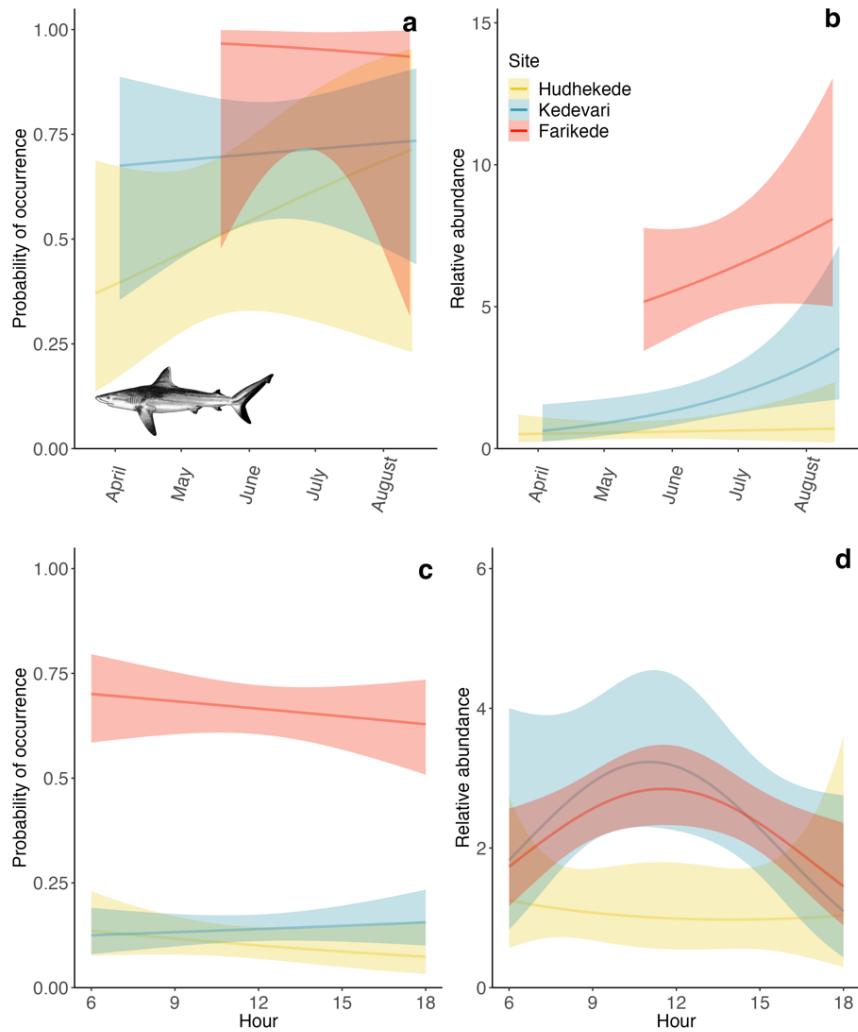 a
Probability of occurrence
1.00
0.75
0.50
0.25
0.00
April
May
June
July
August
b
Relative abundance
15
10
5
0
Site
Hudhekede
Kedevari
Farikede
April
May
June
July
August
c
Probability of occurrence
1.00
0.75
0.50
0.25
0.00
6
9
12
15
18
Hour
d
Relative abundance
6
4
2
0
6
9
12
15
18
Hour